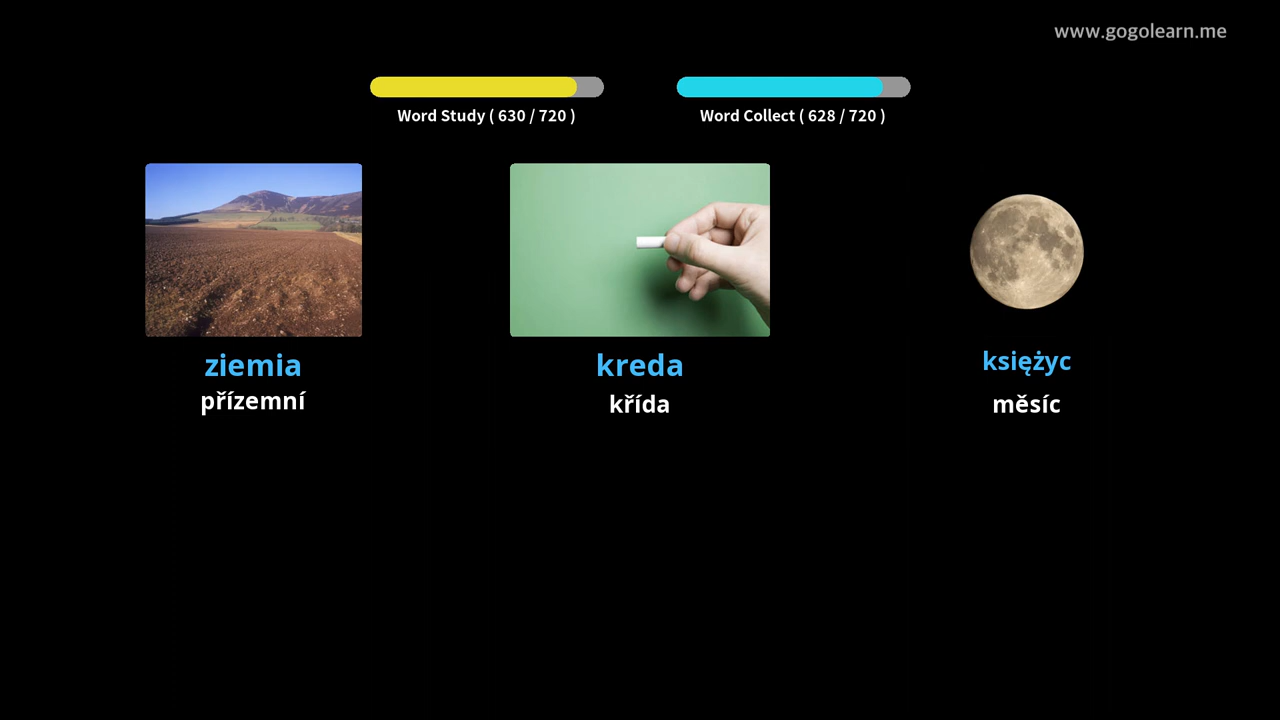 www.gogolearn.me
Word Study ( 630 / 720 )
Word Collect ( 628 / 720 )
ziemia
přízemní
kreda
křída
księżyc
měsíc